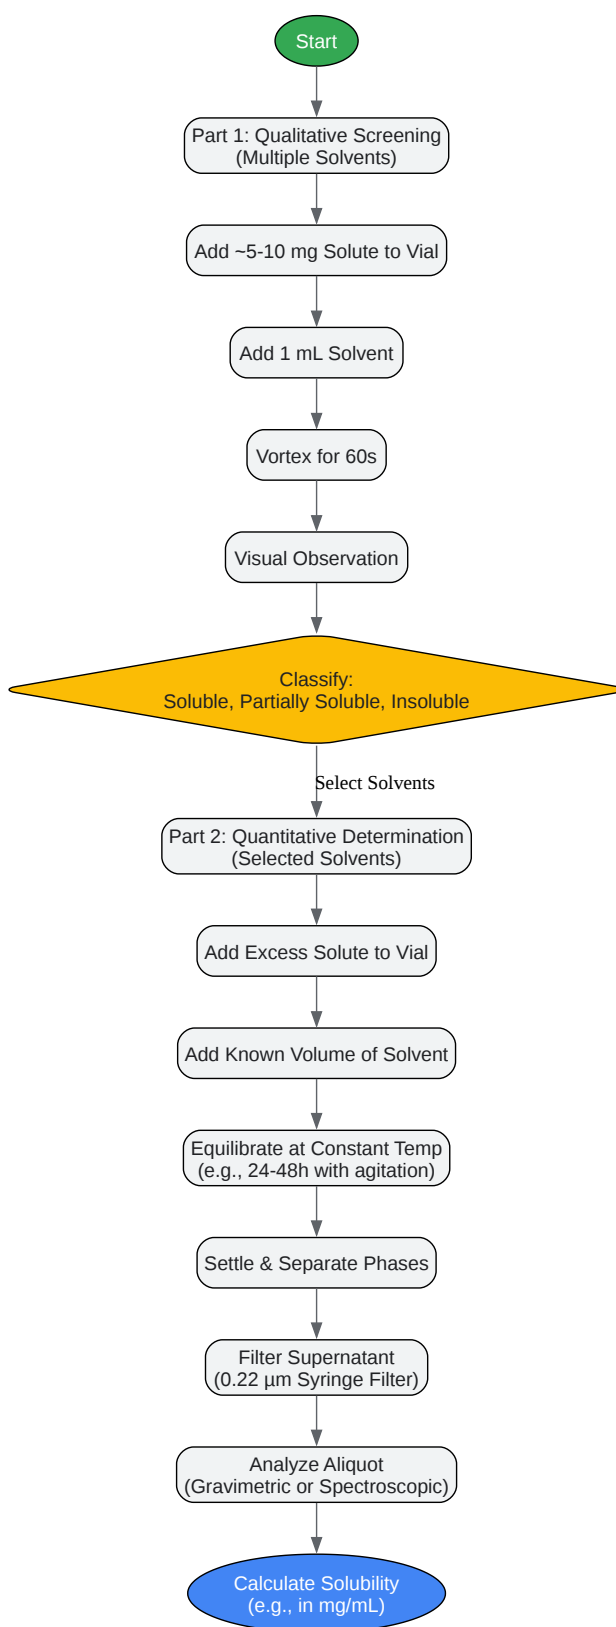 Start
Part 1: Qualitative Screening
(Multiple Solvents)
Add ~5-10 mg Solute to Vial
Add 1 mL Solvent
Vortex for 60s
Visual Observation
Classify:
Soluble, Partially Soluble, Insoluble
Select Solvents
Part 2: Quantitative Determination
(Selected Solvents)
Add Excess Solute to Vial
Add Known Volume of Solvent
Equilibrate at Constant Temp
(e.g., 24-48h with agitation)
Settle & Separate Phases
Filter Supernatant
(0.22 µm Syringe Filter)
Analyze Aliquot
(Gravimetric or Spectroscopic)
Calculate Solubility
(e.g., in mg/mL)